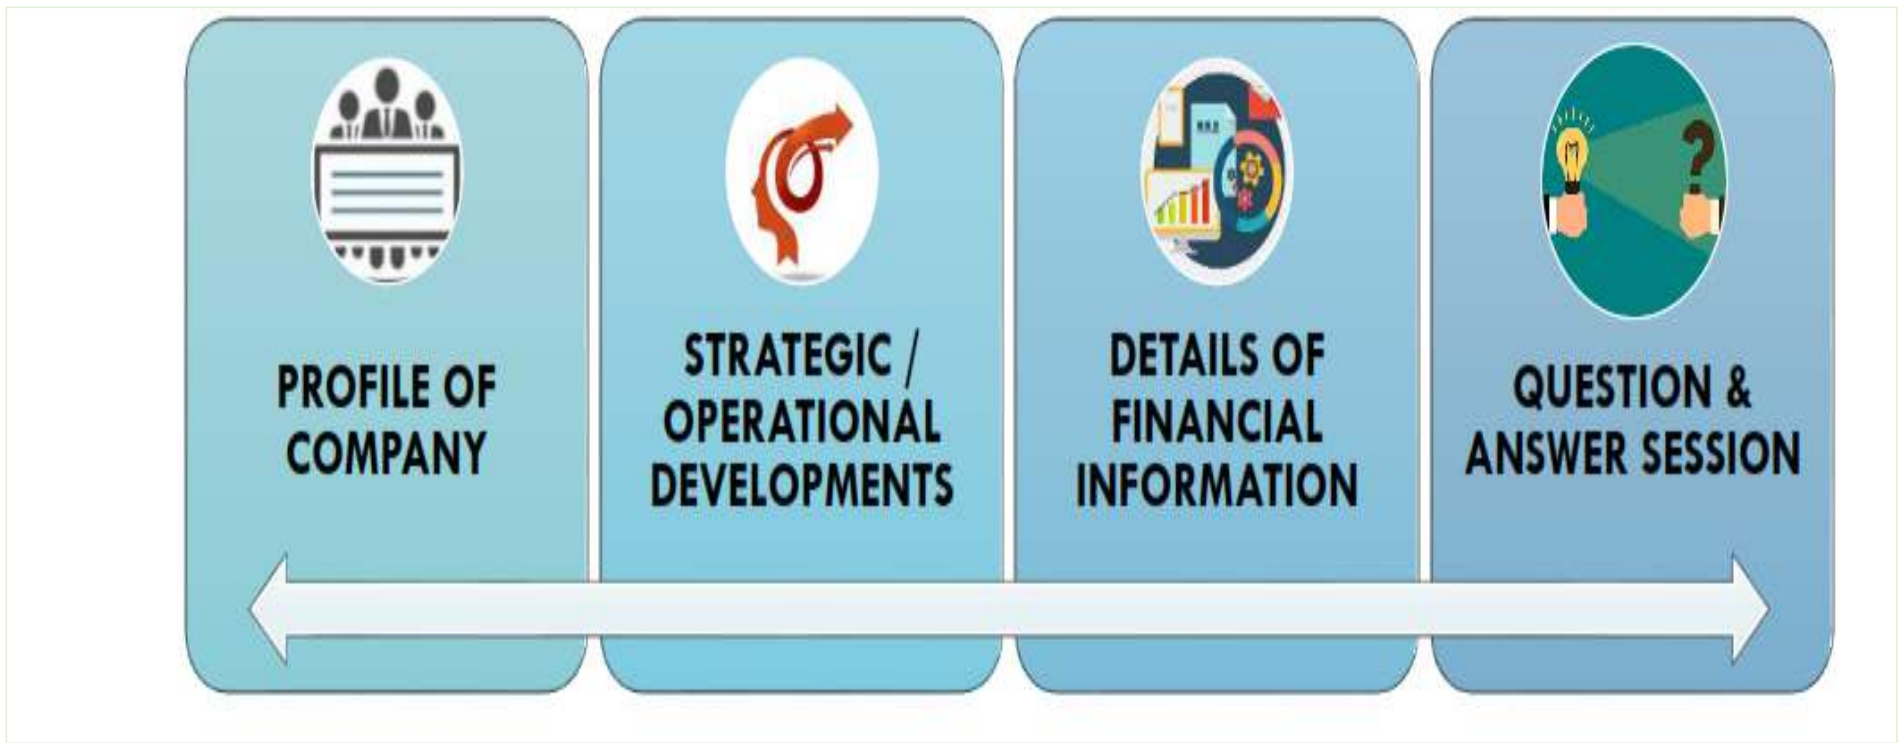 PROFILE OF
COMPANY
STRATEGIC /
OPERATIONAL
DEVELOPMENTS
DETAILS OF
FINANCIAL
INFORMATION
QUESTION &
ANSWER SESSION